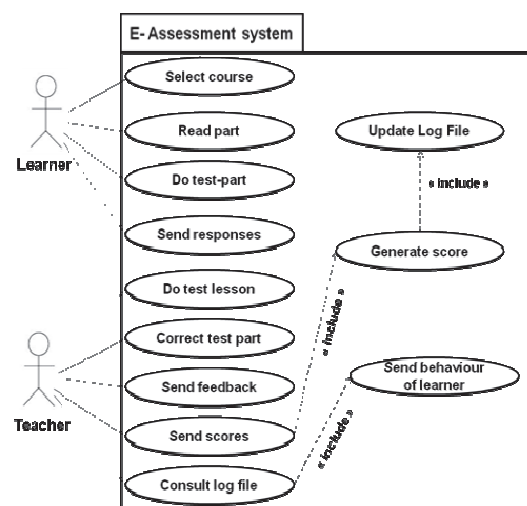 E- Assessment system
Select course
Read part
Update Log File
Learner
Do test-part
« include »
Send responses
Generate score
Do test lesson
« include »
Correct test part
Send feedback
Send behaviour
of learner
Teacher
Send scores
« include »
Consult log file